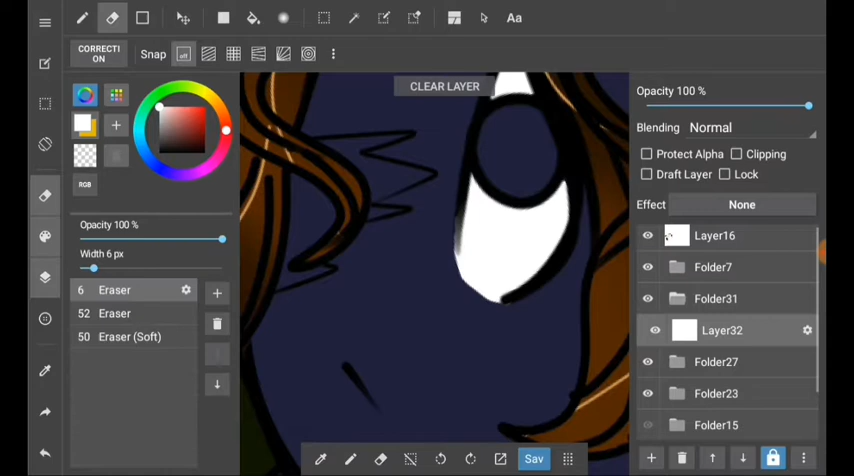 Aa
CORRECTI
ON
Snap
off
CLEAR LAYER
Opacity 100 %
Blending Normal
Protect Alpha Clipping
Draft Layer Lock
Effect None
RGB
Opacity 100 %
Width 6 px
6 Eraser
52 Eraser
50 Eraser (Soft)
Layer16
Folder7
Folder31
Layer32
Folder27
Folder23
Folder15
Sav